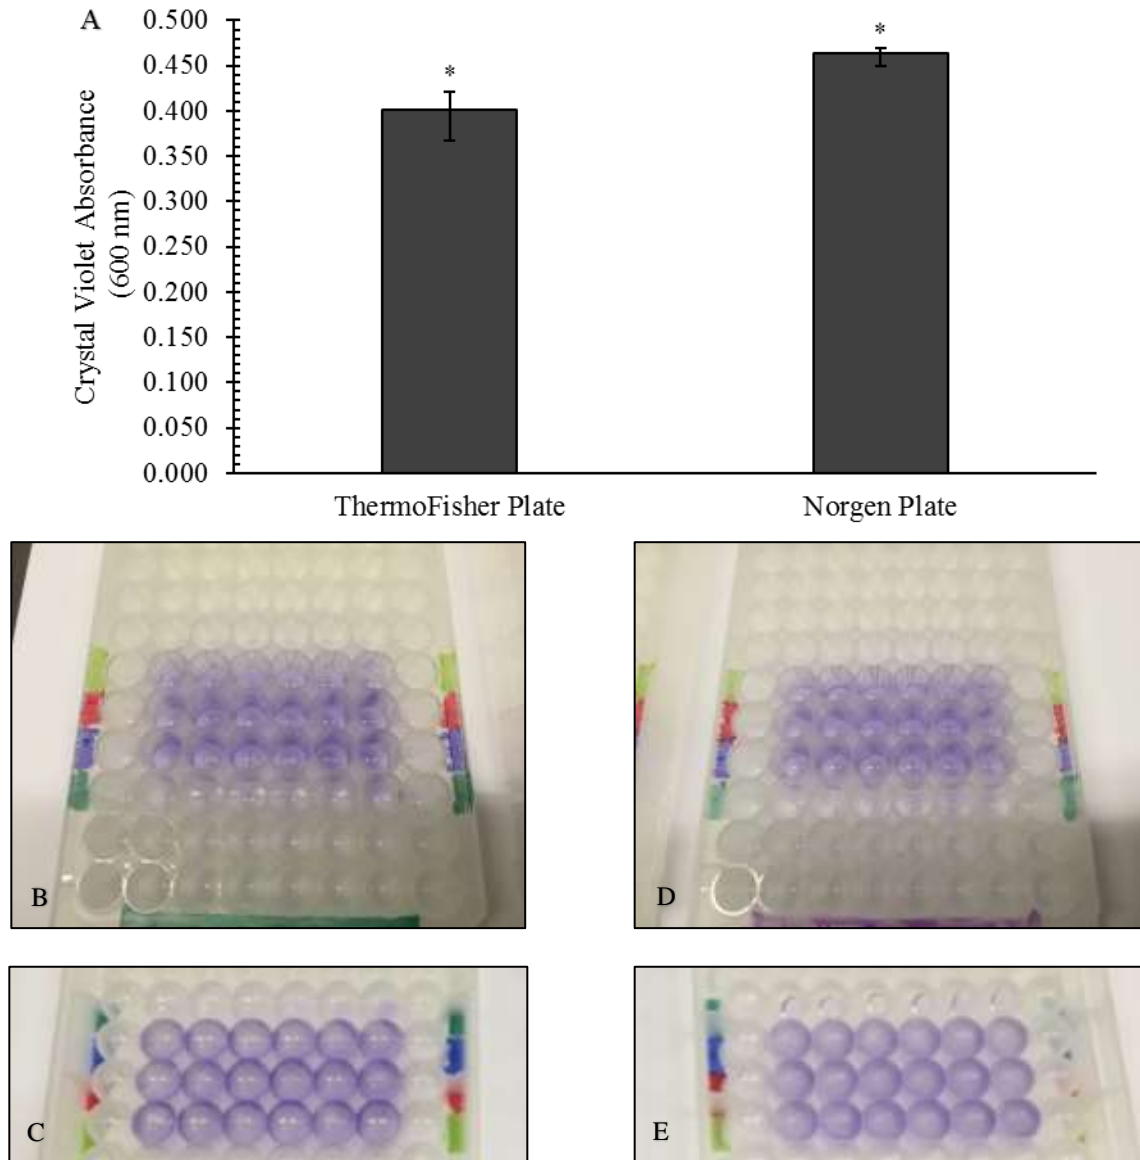 A
*
*
0.500
0.450
0.400
0.350
0.300
0.250
0.200
0.150
0.100
0.050
0.000
Crystal Violet Absorbance
(600 nm)
ThermoFisher Plate
Norgen Plate
B
D
C
E